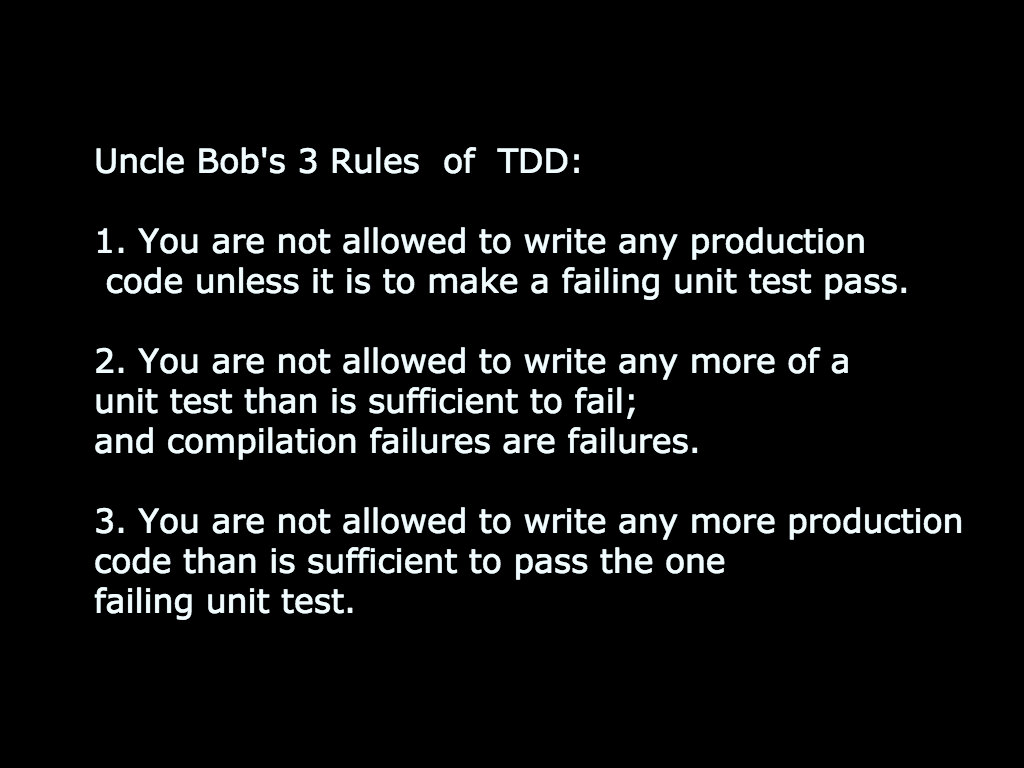 Uncle Bob's 3 Rules  of  TDD:
1. You are not allowed to write any production
code unless it is to make a failing unit test pass.
2. You are not allowed to write any more of a
unit test than is sufficient to fail;
and compilation failures are failures.
3. You are not allowed to write any more production
code than is sufficient to pass the one
failing unit test.